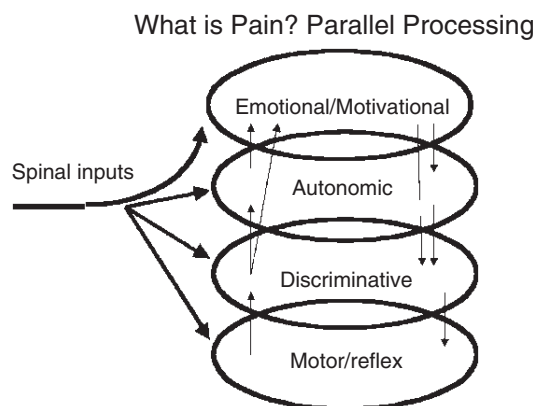 What is Pain? Parallel Processing
Emotional/Motivational
Spinal inputs
Autonomic
Discriminative
Motor/reflex